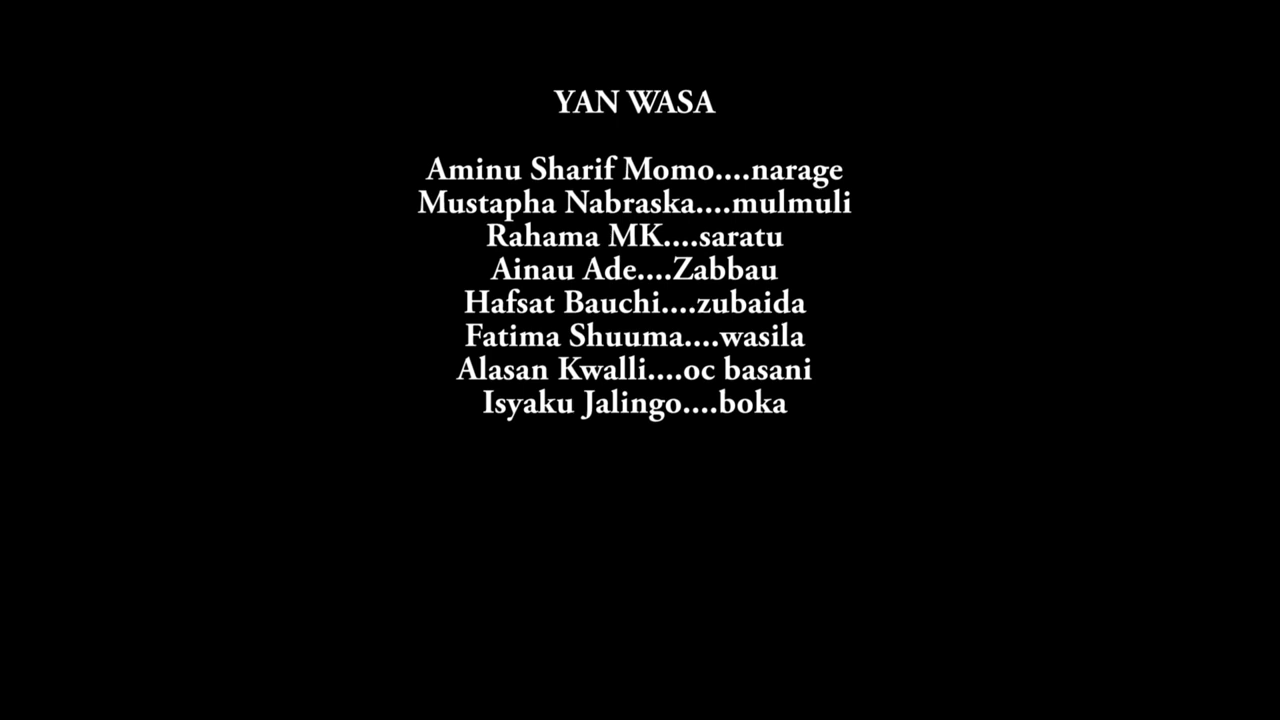 YAN WASA
Aminu Sharif Momo....narage
Mustapha Nabraska....mulmuli
Rahama MK....saratu
Ainau Ade....Zabbau
Hafsat Bauchi....zubaida
Fatima Shuuma....wasila
Alasan Kwalli....oc basani
Isyaku Jalingo....boka